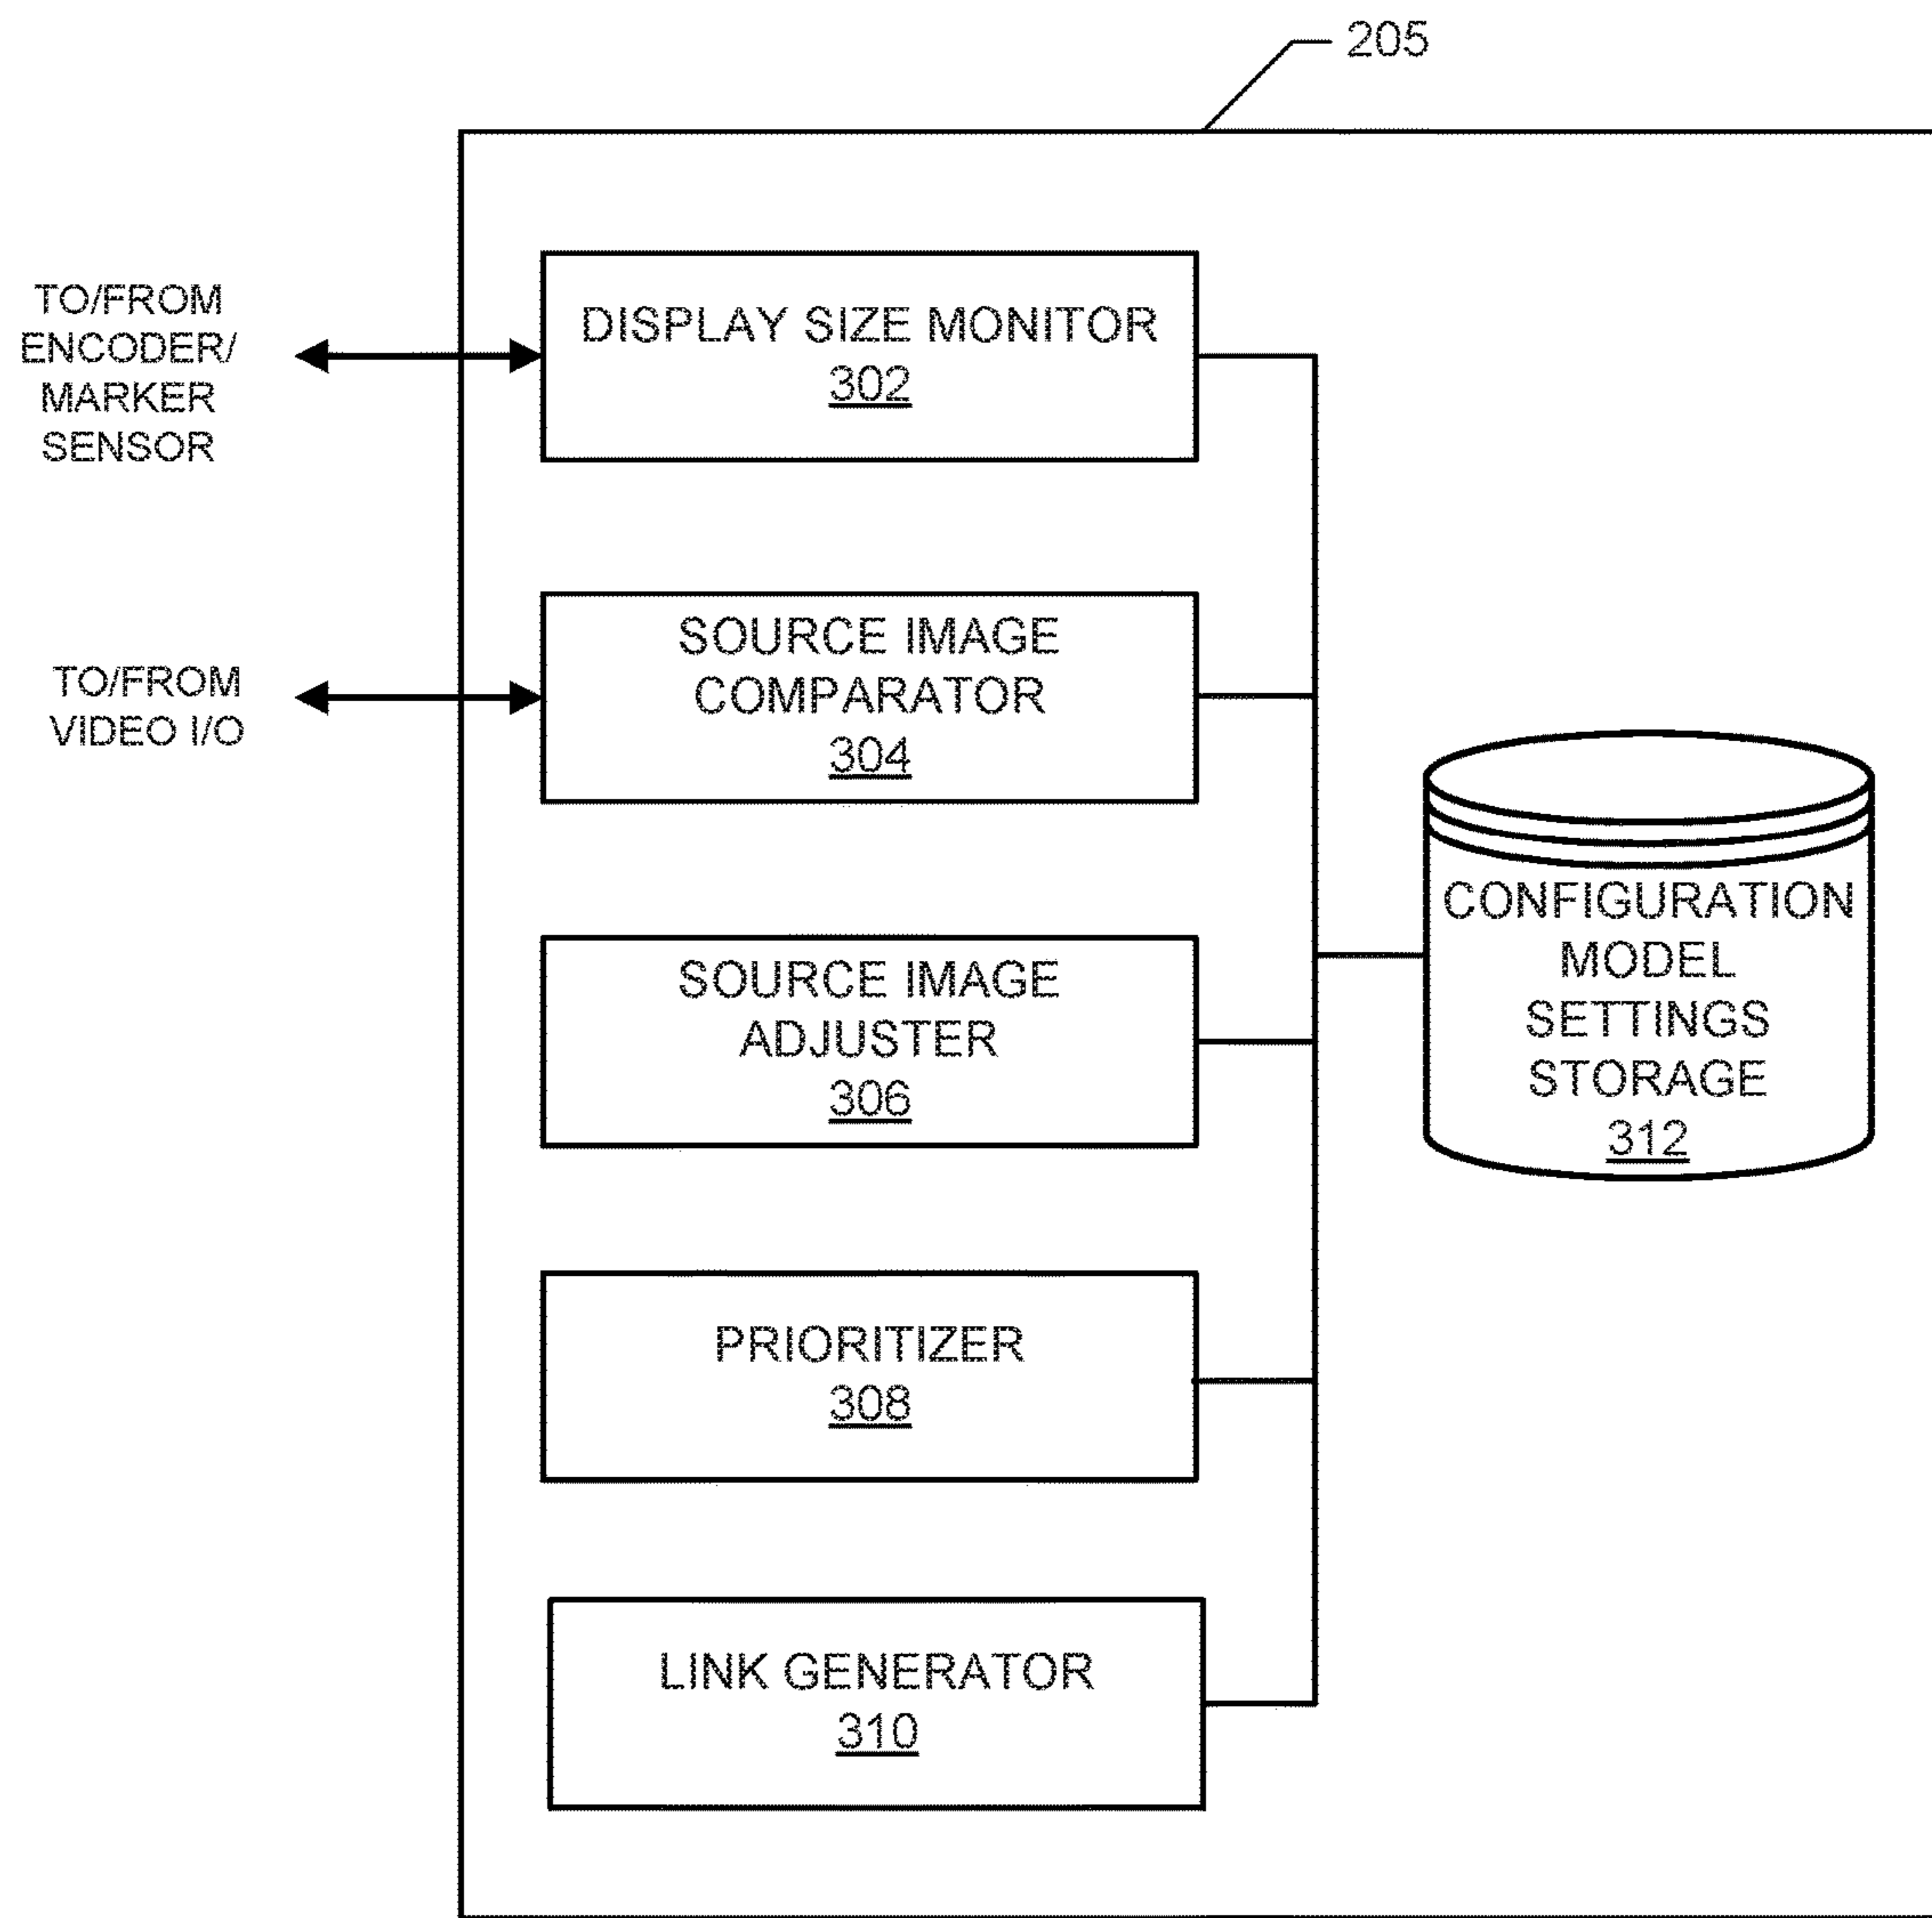 205
TO/FROM
ENCODER/
MARKER
SENSOR
DISPLAY SIZE MONITOR
302
TO/FROM
VIDEO I/O
SOURCE IMAGE
COMPARATOR
304
SOURCE IMAGE
ADJUSTER
306
CONFIGURATION
MODEL
SETTINGS
STORAGE
312
PRIORITIZER
308
LINK GENERATOR
310